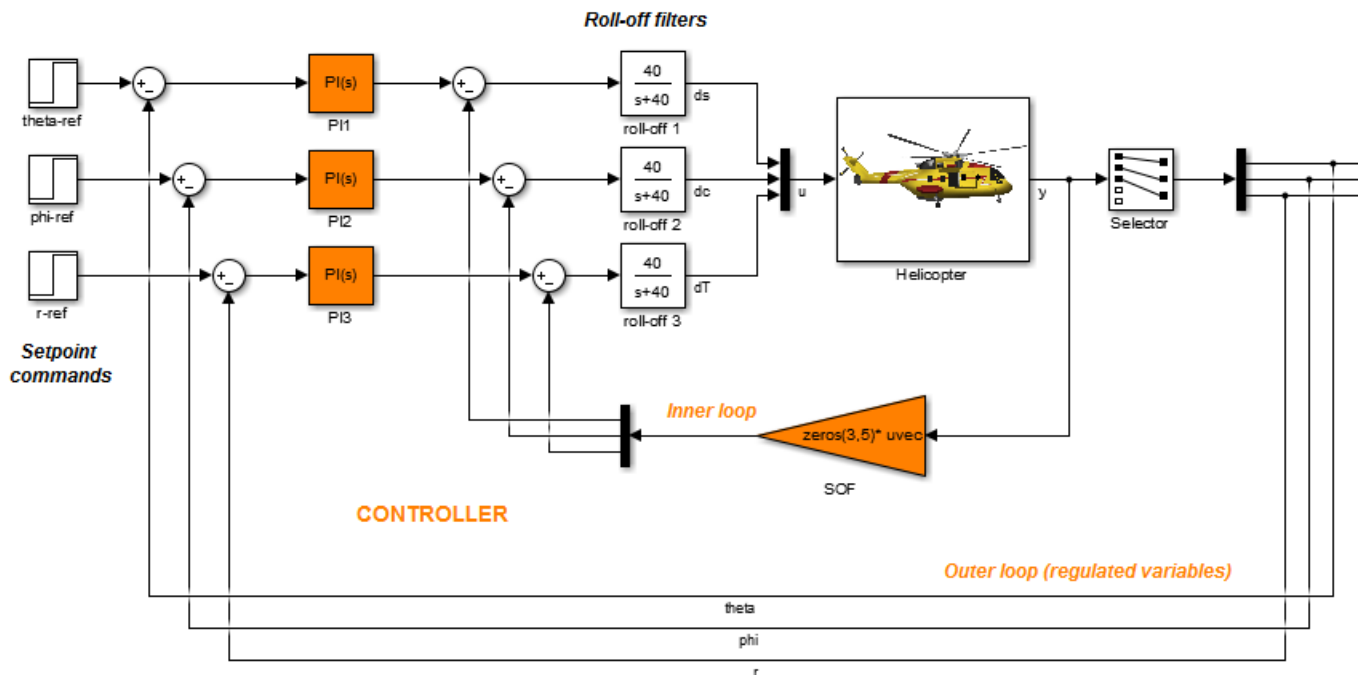 Roll-off filters
theta-ref
+
-
PI(s)
PI1
+
-
40
s+40
roll-off 1
ds
phi-ref
+
-
PI(s)
PI2
+
-
40
s+40
roll-off 2
dc
r-ref
+
-
PI(s)
PI3
+
-
40
s+40
roll-off 3
dT
u
Helicopter
y
Selector
Setpoint
commands
Inner loop
zeros(3,5)* uvec
SOF
CONTROLLER
Outer loop (regulated variables)
theta
phi
r